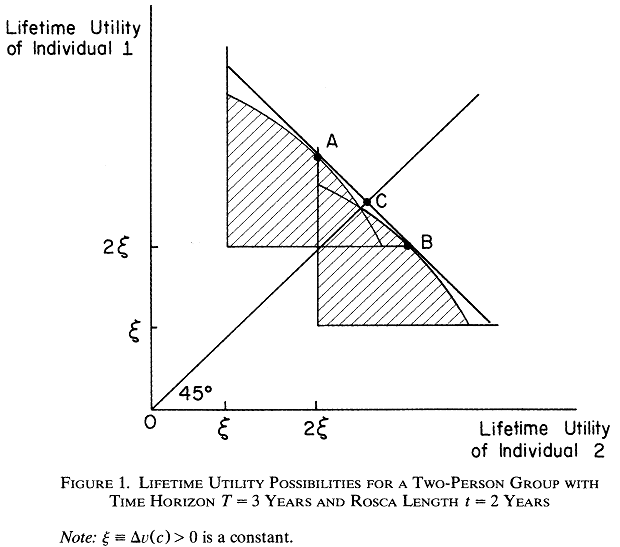 Lifetime Utility
of Individual 1
A
C
B
2ξ
ξ
45°
O
ξ
2ξ
Lifetime Utility
of Individual 2
FIGURE 1. LIFETIME UTILITY POSSIBILITIES FOR A TWO-PERSON GROUP WITH
TIME HORIZON T = 3 YEARS AND ROSCA LENGTH t = 2 YEARS
Note: ξ ≡ Δv(c) > 0 is a constant.